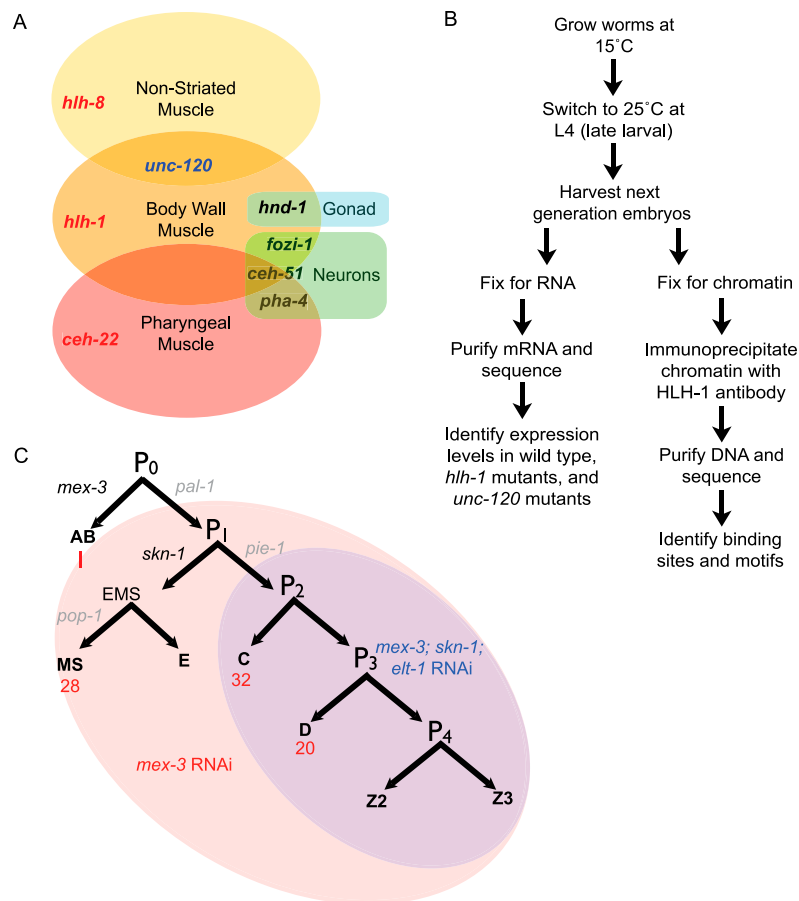 A
Non-Striated
Muscle
hlh-8
unc-120
hlh-1
Body Wall
Muscle
hnd-1
Gonad
fozi-1
ceh-51
Neurons
pha-4
ceh-22
Pharyngeal
Muscle
B
Grow worms at
15˚C
Switch to 25˚C at
L4 (late larval)
Harvest next
generation embryos
Fix for RNA
Purify mRNA and
sequence
Identify expression
levels in wild type,
hlh-1 mutants, and
unc-120 mutants
Fix for chromatin
Immunoprecipitate
chromatin with
HLH-1 antibody
Purify DNA and
sequence
Identify binding
sites and motifs
C
P0
mex-3
pal-1
AB
1
P1
skn-1
pie-1
EMS
pop-1
MS
28
E
P2
C
32
P3
mex-3; skn-1;
elt-1 RNAi
D
20
P4
mex-3 RNAi
Z2
Z3